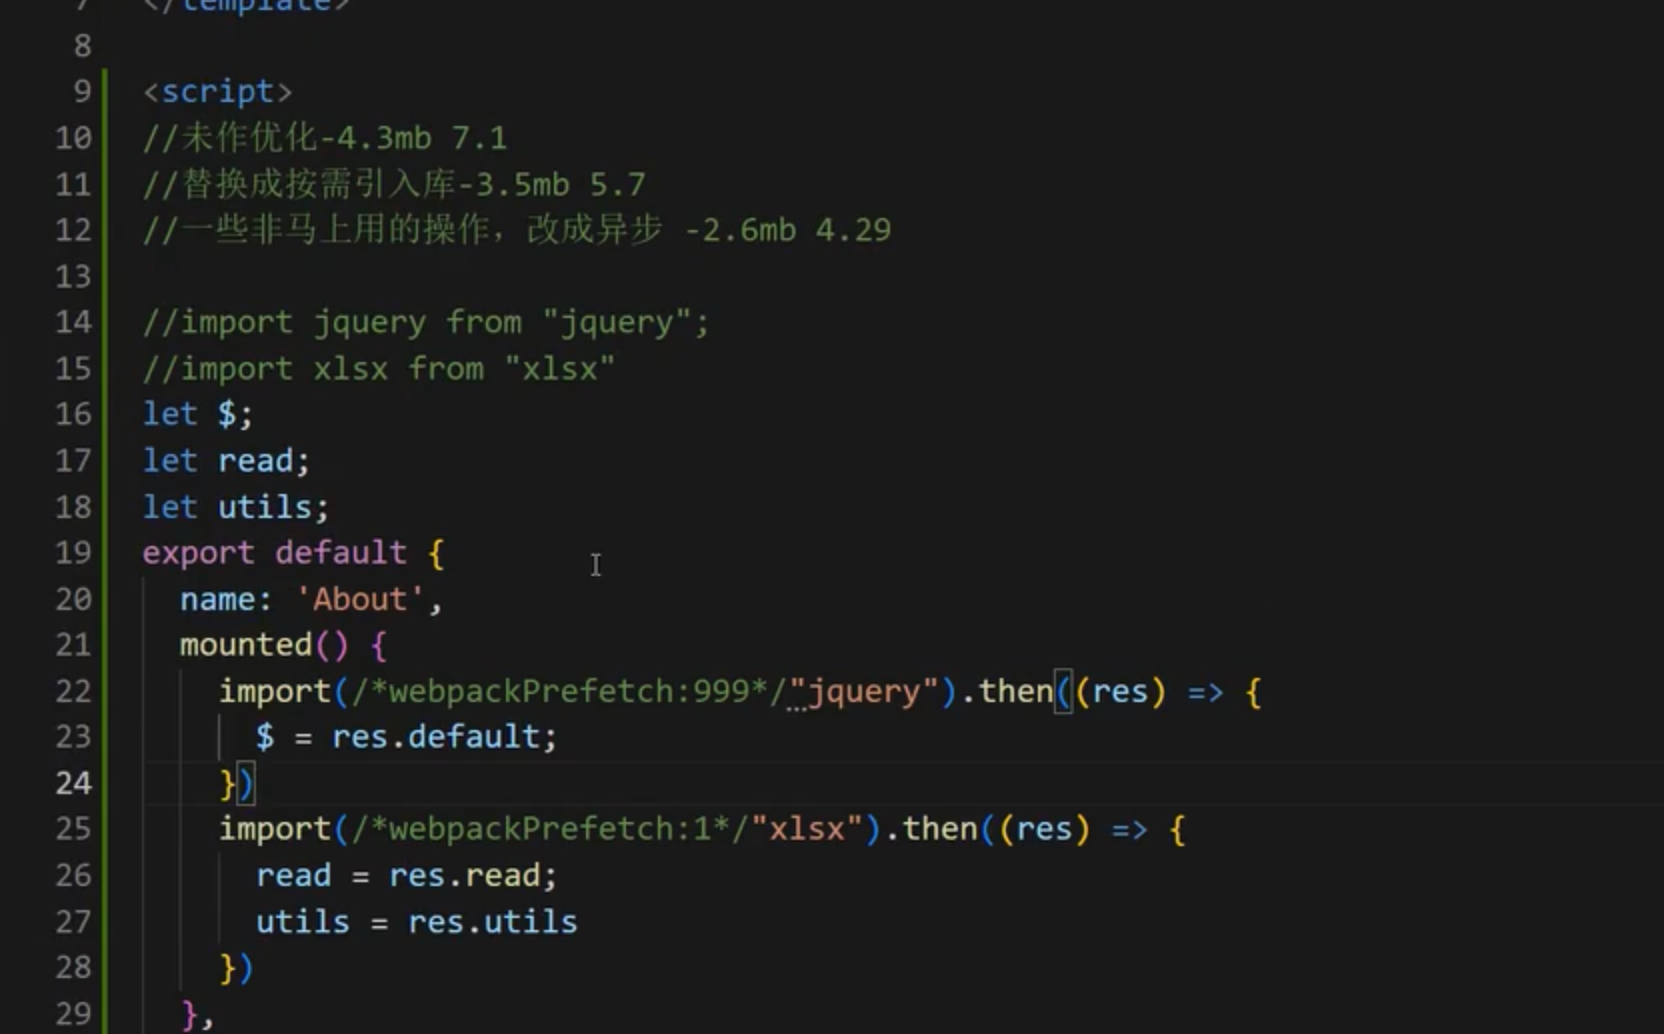 7 </template>
8
9 <script>
10 //未作优化-4.3mb 7.1
11 //替换成按需引入库-3.5mb 5.7
12 //一些非马上用的操作，改成异步 -2.6mb 4.29
13
14 //import jquery from "jquery";
15 //import xlsx from "xlsx"
16 let $;
17 let read;
18 let utils;
19 export default {
20 name: 'About',
21 mounted() {
22 import(/*webpackPrefetch:999*/"jquery").then((res) => {
23 $ = res.default;
24 })
25 import(/*webpackPrefetch:1*/"xlsx").then((res) => {
26 read = res.read;
27 utils = res.utils
28 })
29 },